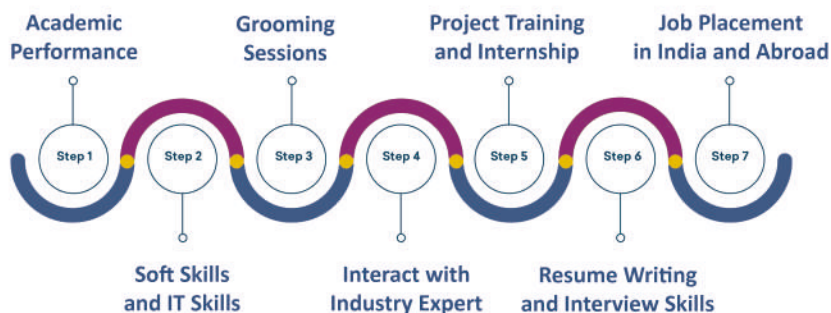 Academic
Performance
Grooming
Sessions
Project Training
and Internship
Job Placement
in India and Abroad
Step 1
Step 2
Step 3
Step 4
Step 5
Step 6
Step 7
Soft Skills
and IT Skills
Interact with
Industry Expert
Resume Writing
and Interview Skills